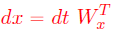 dx = dt W_x^T